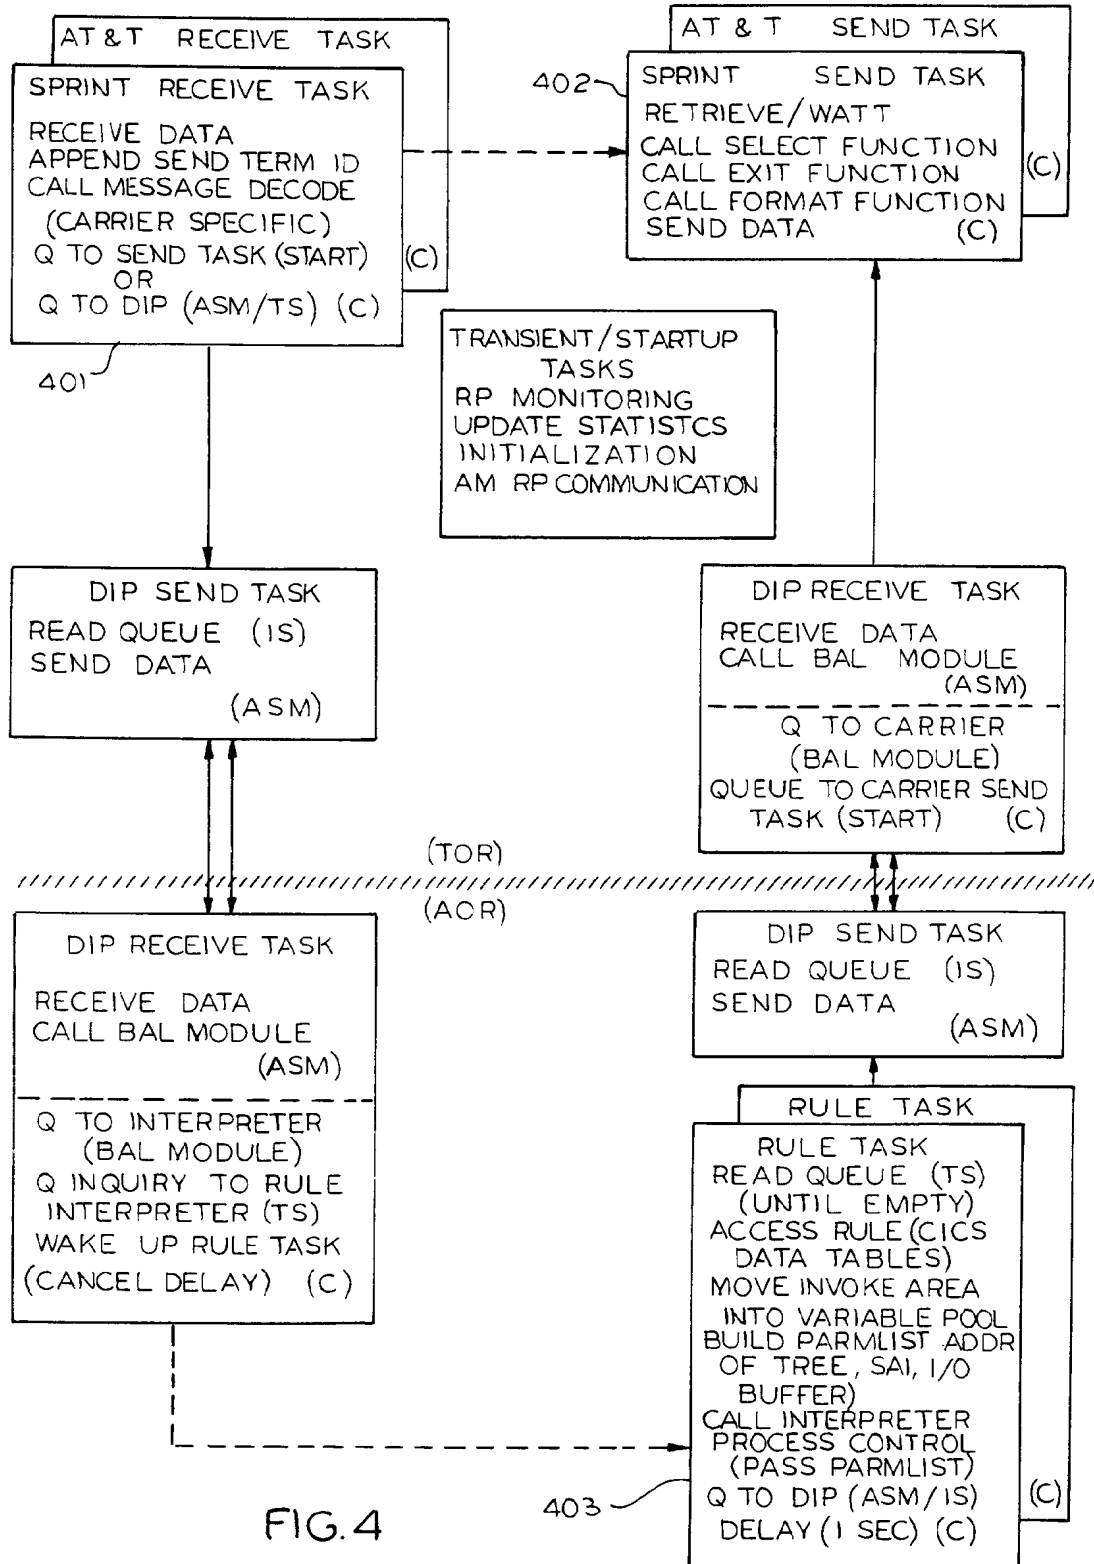 AT&T RECEIVE TASK
SPRINT RECEIVE TASK
RECEIVE DATA
APPEND SEND TERM ID
CALL MESSAGE DECODE
(CARRIER SPECIFIC)
Q TO SEND TASK (START)
OR
Q TO DIP (ASM/TS) (C)
(C)
401
AT & T SEND TASK
402
SPRINT SEND TASK
RETRIEVE/WATT
CALL SELECT FUNCTION
CALL EXIT FUNCTION
CALL FORMAT FUNCTION
SEND DATA (C)
(C)
TRANSIENT/STARTUP
TASKS
RP MONITORING
UPDATE STATISTCS
INITIALIZATION
AM RP COMMUNICATION
DIP SEND TASK
READ QUEUE (IS)
SEND DATA
(ASM)
DIP RECEIVE TASK
RECEIVE DATA
CALL BAL MODULE
(ASM)
Q TO CARRIER
(BAL MODULE)
QUEUE TO CARRIER SEND
TASK (START) (C)
(TOR)
(AOR)
DIP RECEIVE TASK
RECEIVE DATA
CALL BAL MODULE
(ASM)
Q TO INTERPRETER
(BAL MODULE)
Q INQUIRY TO RULE
INTERPRETER (TS)
WAKE UP RULE TASK
(CANCEL DELAY) (C)
DIP SEND TASK
READ QUEUE (IS)
SEND DATA
(ASM)
RULE TASK
RULE TASK
READ QUEUE (TS)
(UNTIL EMPTY)
ACCESS RULE (CICS
DATA TABLES)
MOVE INVOKE AREA
INTO VARIABLE POOL
BUILD PARMLIST ADDR
OF TREE, SAI, I/O
BUFFER)
CALL INTERPRETER
PROCESS CONTROL
(PASS PARMLIST)
Q TO DIP (ASM/IS)
DELAY (1 SEC) (C)
(C)
403
FIG. 4